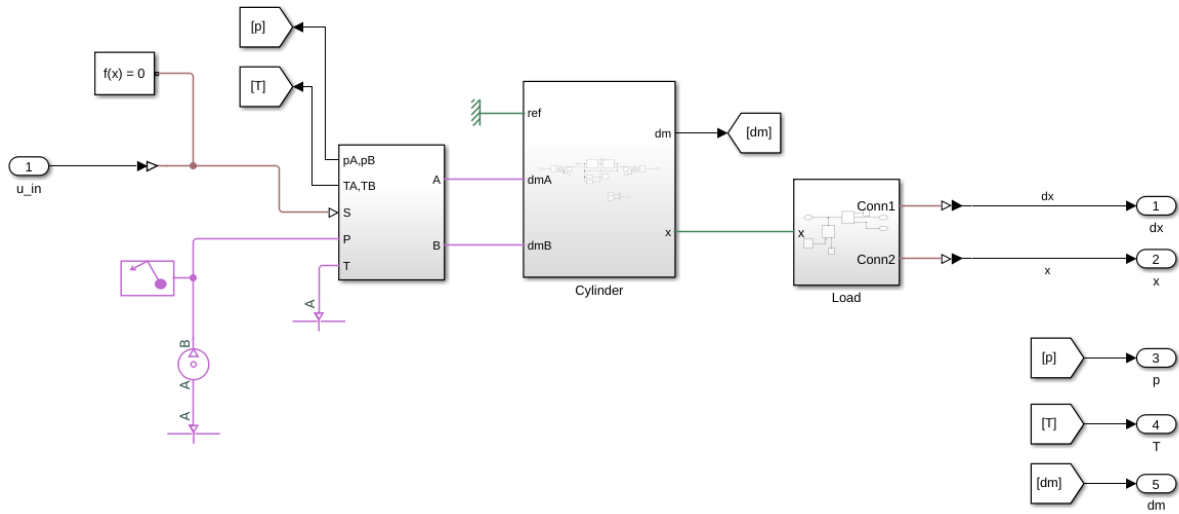 [p]
f(x) = 0
[T]
1
u_in
pA,pB
TA,TB
S
P
T
A
B
A
B
A
A
ref
dmA
dmB
dm
x
Cylinder
[dm]
x
Conn1
Conn2
Load
dx
1
dx
x
2
x
[p]
3
p
[T]
4
T
[dm]
5
dm